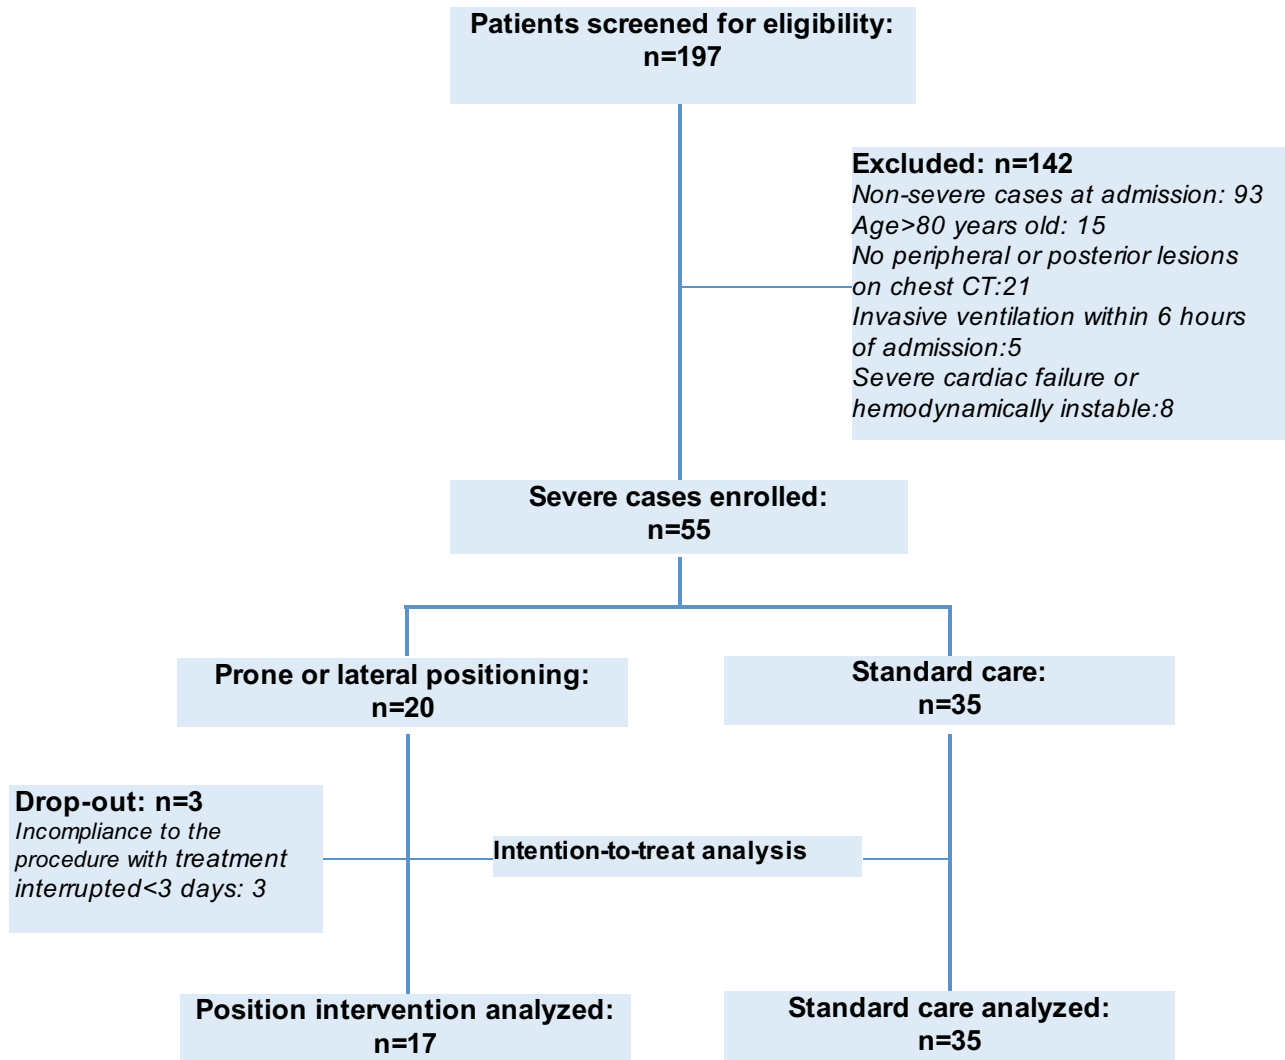 Patients screened for eligibility:
n=197
Excluded: n=142
Non-severe cases at admission: 93
Age>80 years old: 15
No peripheral or posterior lesions
on chest CT:21
Invasive ventilation within 6 hours
of admission:5
Severe cardiac failure or
hemodynamically instable:8
Severe cases enrolled:
n=55
Prone or lateral positioning:
n=20
Standard care:
n=35
Drop-out: n=3
Incompliance to the
procedure with treatment
interrupted<3 days: 3
Intention-to-treat analysis
Position intervention analyzed:
n=17
Standard care analyzed:
n=35